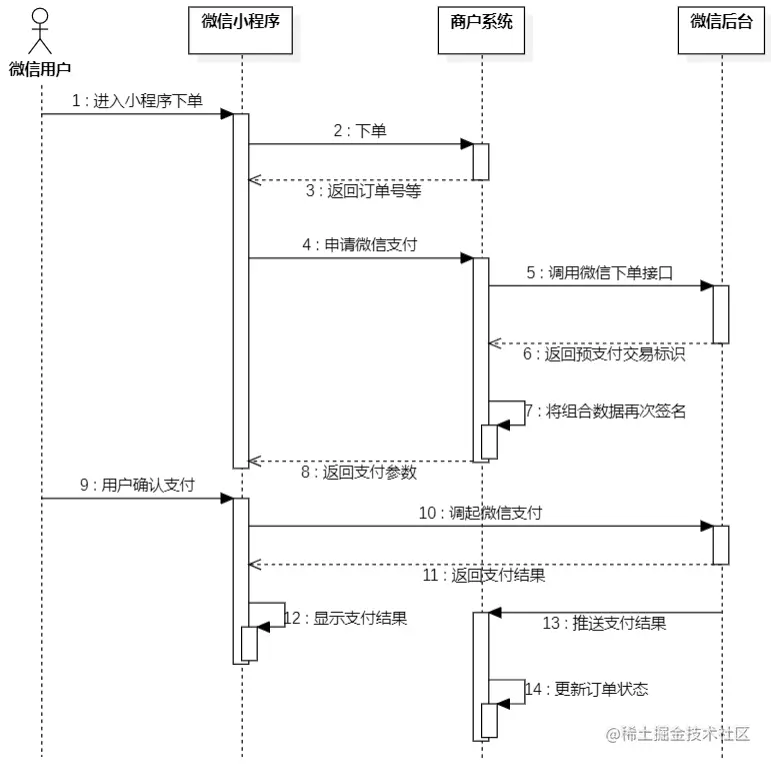 微信用户
微信小程序
商户系统
微信后台
1 : 进入小程序下单
2 : 下单
3 : 返回订单号等
4 : 申请微信支付
5 : 调用微信下单接口
6 : 返回预支付交易标识
7 : 将组合数据再次签名
8 : 返回支付参数
9 : 用户确认支付
10 : 调起微信支付
11 : 返回支付结果
12 : 显示支付结果
13 : 推送支付结果
14 : 更新订单状态
@稀土掘金技术社区